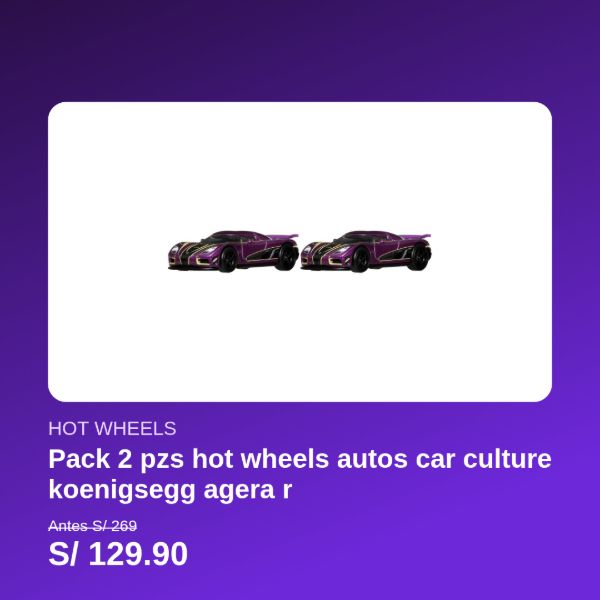 HOT WHEELS
Pack 2 pzs hot wheels autos car culture
koenigsegg agera r
Antes S/ 269
S/ 129.90